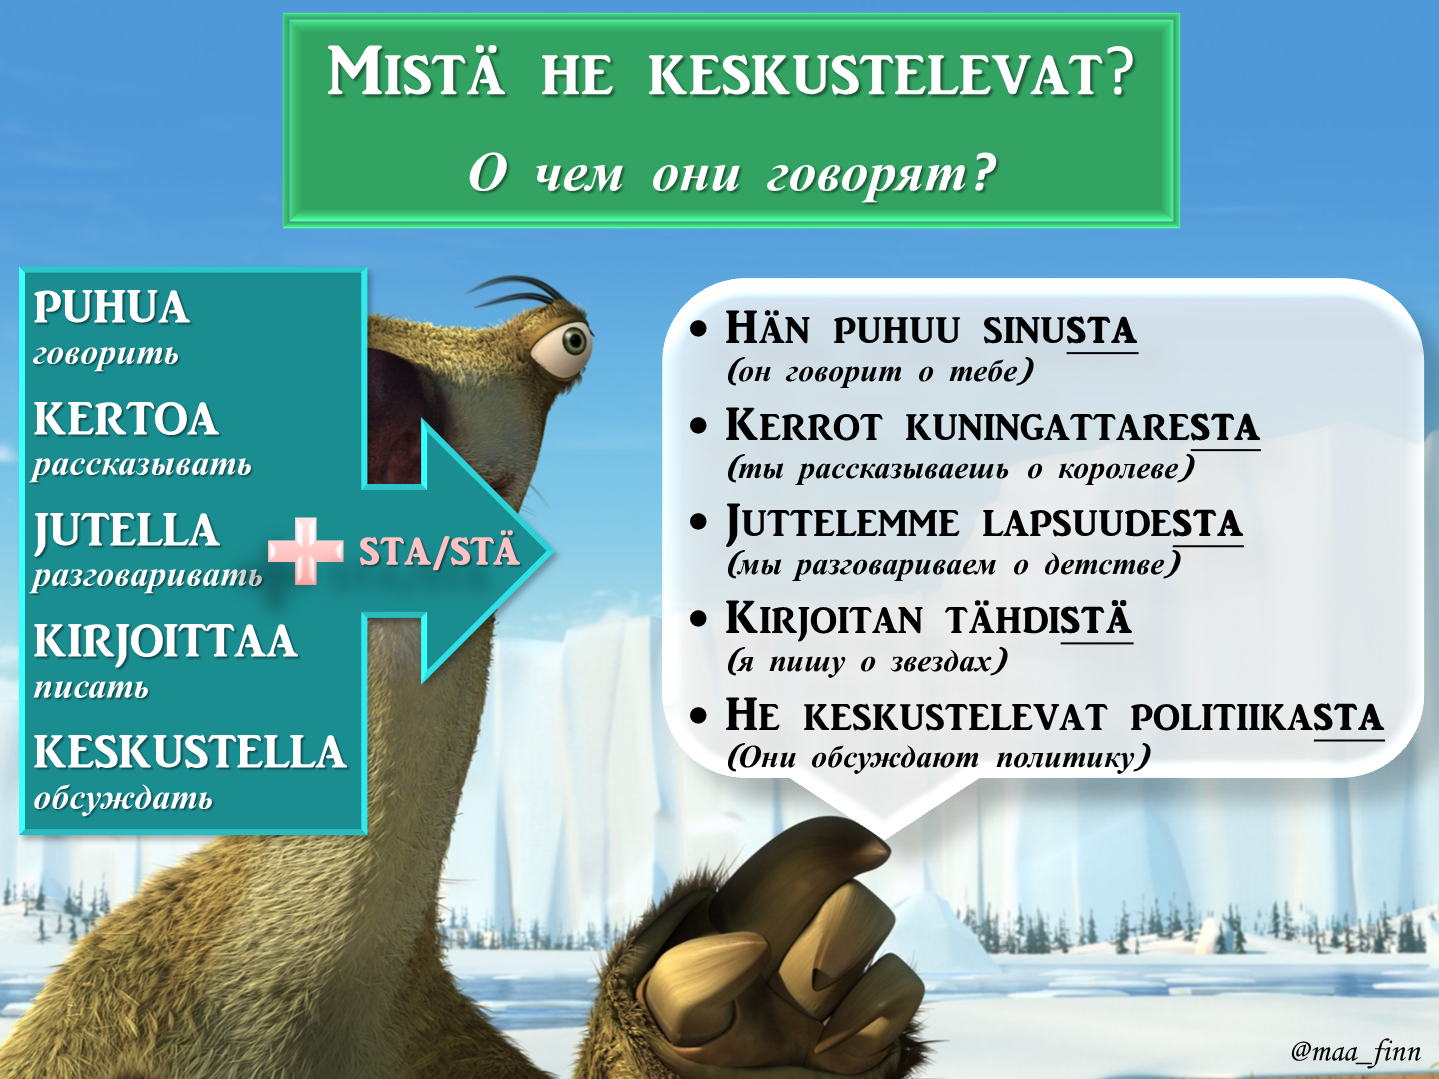 MISTÄ HE KESKUSTELEVAT?
О чем они говорят?
PUHUA
говорить
KERTOA
рассказывать
JUTELLA
разговаривать
KIRJOITTAA
писать
KESKUSTELLA
обсуждать
+ STA/STÄ
• HÄN PUHUU SINUSTA
(он говорит о тебе)
• KERROT KUNINGATTARESTA
(ты рассказываешь о королеве)
• JUTTELEMME LAPSUUDESTA
(мы разговариваем о детстве)
• KIRJOITAN TÄHDISTÄ
(я пишу о звездах)
• HE KESKUSTELEVAT POLITIIKASTA
(Они обсуждают политику)
@maa_finn